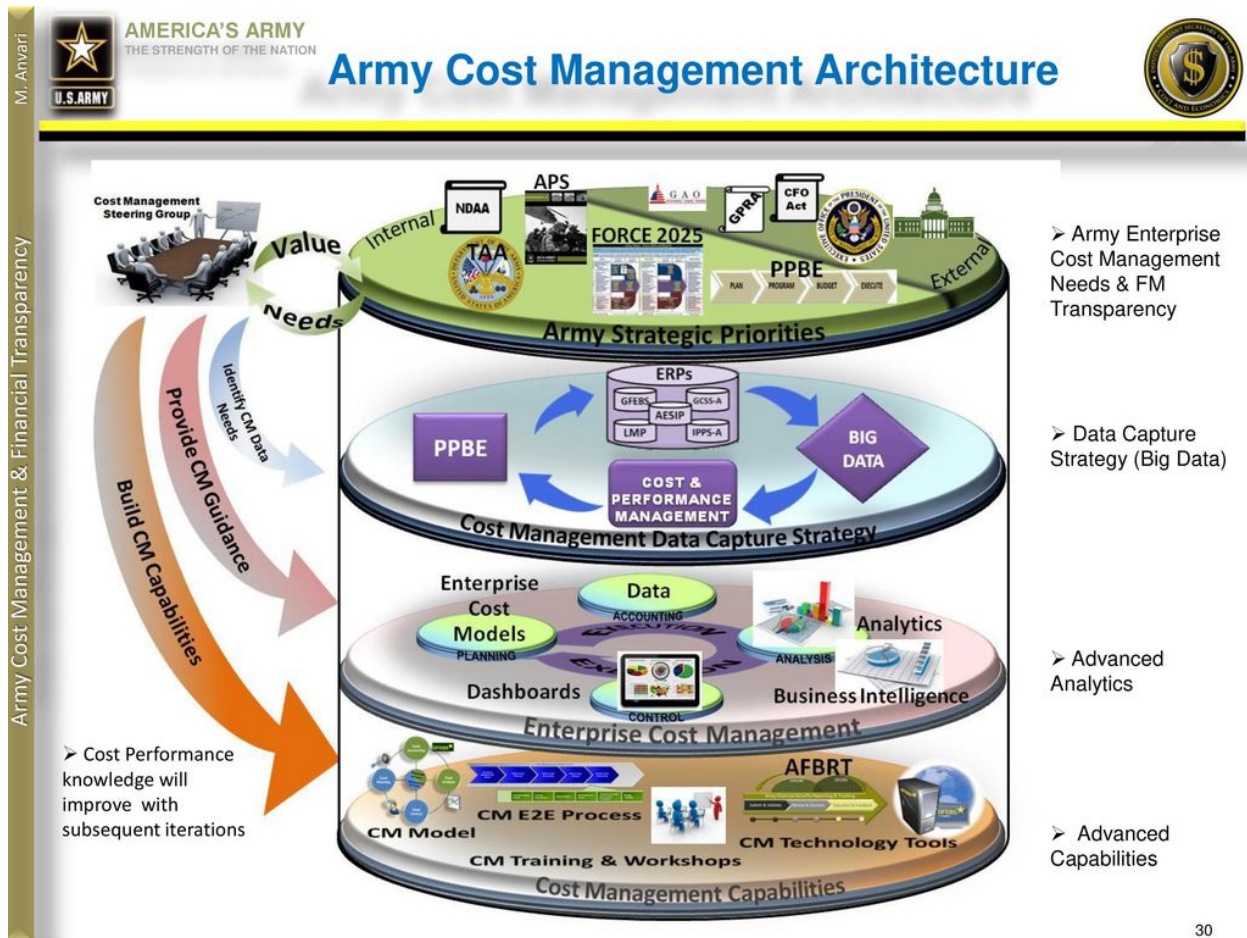 M. Anvari
Army Cost Management & Financial Transparency
U.S.ARMY
AMERICA'S ARMY
THE STRENGTH OF THE NATION
Army Cost Management Architecture
COST AND ECONOMICS
Cost Management
Steering Group
Value
Needs
Internal
NDAA
APS
TAA
FORCE 2025
GAO
GPRA
CFO
Act
PPBE
PLAN
PROGRAM
BUDGET
EXECUTE
External
Army Strategic Priorities
➢ Army Enterprise
Cost Management
Needs & FM
Transparency
Identify CM Data
Needs
Provide CM Guidance
Build CM Capabilities
PPBE
ERPs
GFEBS
GCSS-A
AESIP
LMP
IPPS-A
BIG
DATA
COST &
PERFORMANCE
MANAGEMENT
Cost Management Data Capture Strategy
➢ Data Capture
Strategy (Big Data)
Enterprise
Cost
Models
PLANNING
Data
ACCOUNTING
EXECUTION
Analytics
ANALYSIS
Dashboards
CONTROL
Business Intelligence
Enterprise Cost Management
➢ Advanced
Analytics
➢ Cost Performance
knowledge will
improve with
subsequent iterations
CM Model
CM E2E Process
CM Training & Workshops
AFBRT
CM Technology Tools
Cost Management Capabilities
➢ Advanced
Capabilities
30